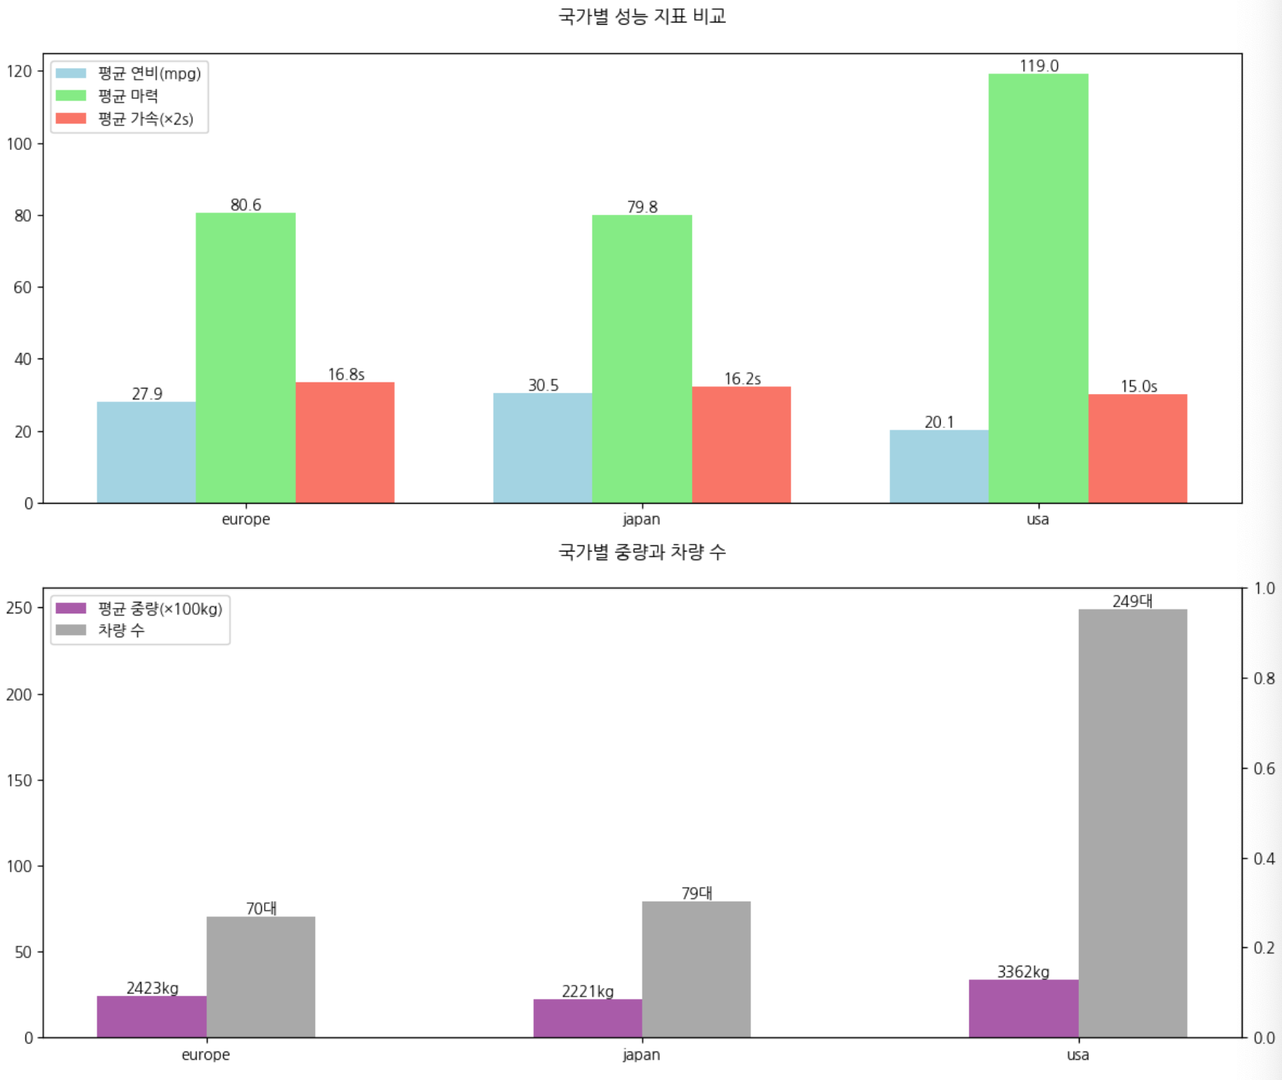 국가별 성능 지표 비교
평균 연비(mpg)
평균 마력
평균 가속(×2s)
120
100
80
60
40
20
0
27.9
80.6
16.8s
30.5
79.8
16.2s
20.1
119.0
15.0s
europe japan usa
국가별 중량과 차량 수
평균 중량(×100kg)
차량 수
250
200
150
100
50
0
2423kg
70대
2221kg
79대
3362kg
249대
1.0
0.8
0.6
0.4
0.2
0.0
europe japan usa